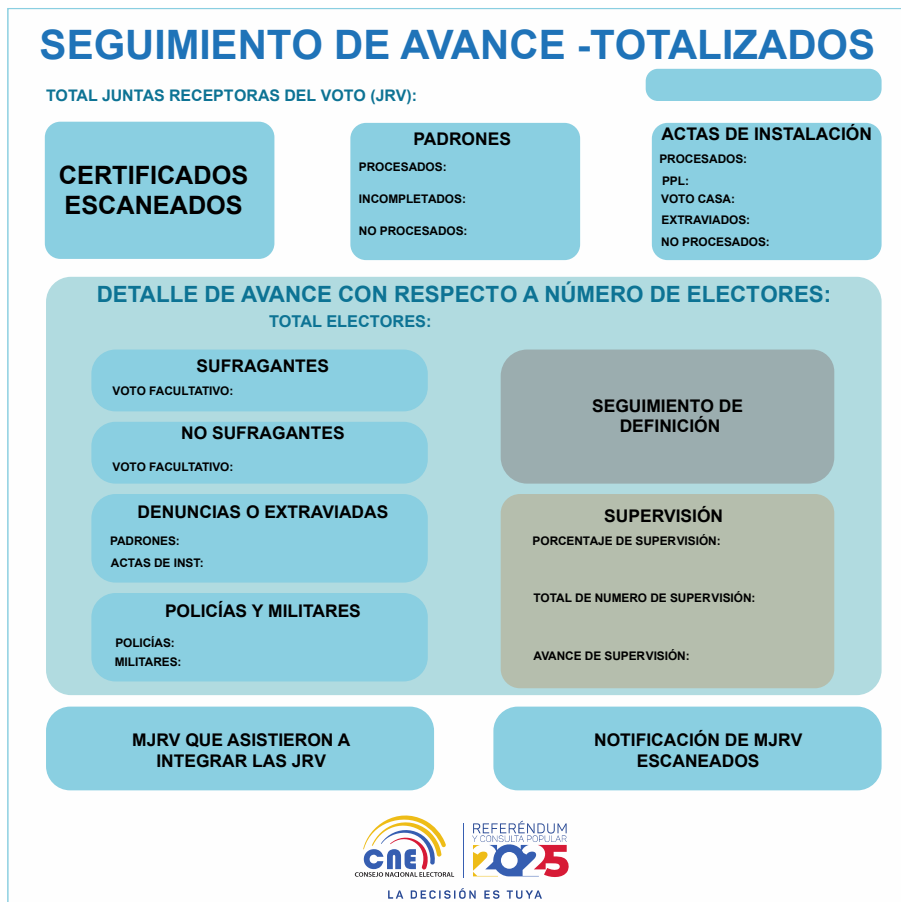 SEGUIMIENTO DE AVANCE -TOTALIZADOS
TOTAL JUNTAS RECEPTORAS DEL VOTO (JRV):
CERTIFICADOS
ESCANEADOS
PADRONES
PROCESADOS:
INCOMPLETADOS:
NO PROCESADOS:
ACTAS DE INSTALACIÓN
PROCESADOS:
PPL:
VOTO CASA:
EXTRAVIADOS:
NO PROCESADOS:
DETALLE DE AVANCE CON RESPECTO A NÚMERO DE ELECTORES:
TOTAL ELECTORES:
SUFRAGANTES
VOTO FACULTATIVO:
NO SUFRAGANTES
VOTO FACULTATIVO:
DENUNCIAS O EXTRAVIADAS
PADRONES:
ACTAS DE INST:
POLICÍAS Y MILITARES
POLICÍAS:
MILITARES:
SEGUIMIENTO DE
DEFINICIÓN
SUPERVISIÓN
PORCENTAJE DE SUPERVISIÓN:
TOTAL DE NUMERO DE SUPERVISIÓN:
AVANCE DE SUPERVISIÓN:
MJRV QUE ASISTIERON A
INTEGRAR LAS JRV
NOTIFICACIÓN DE MJRV
ESCANEADOS
CNE
CONSEJO NACIONAL ELECTORAL
REFERÉNDUM
Y CONSULTA POPULAR
2025
LA DECISIÓN ES TUYA